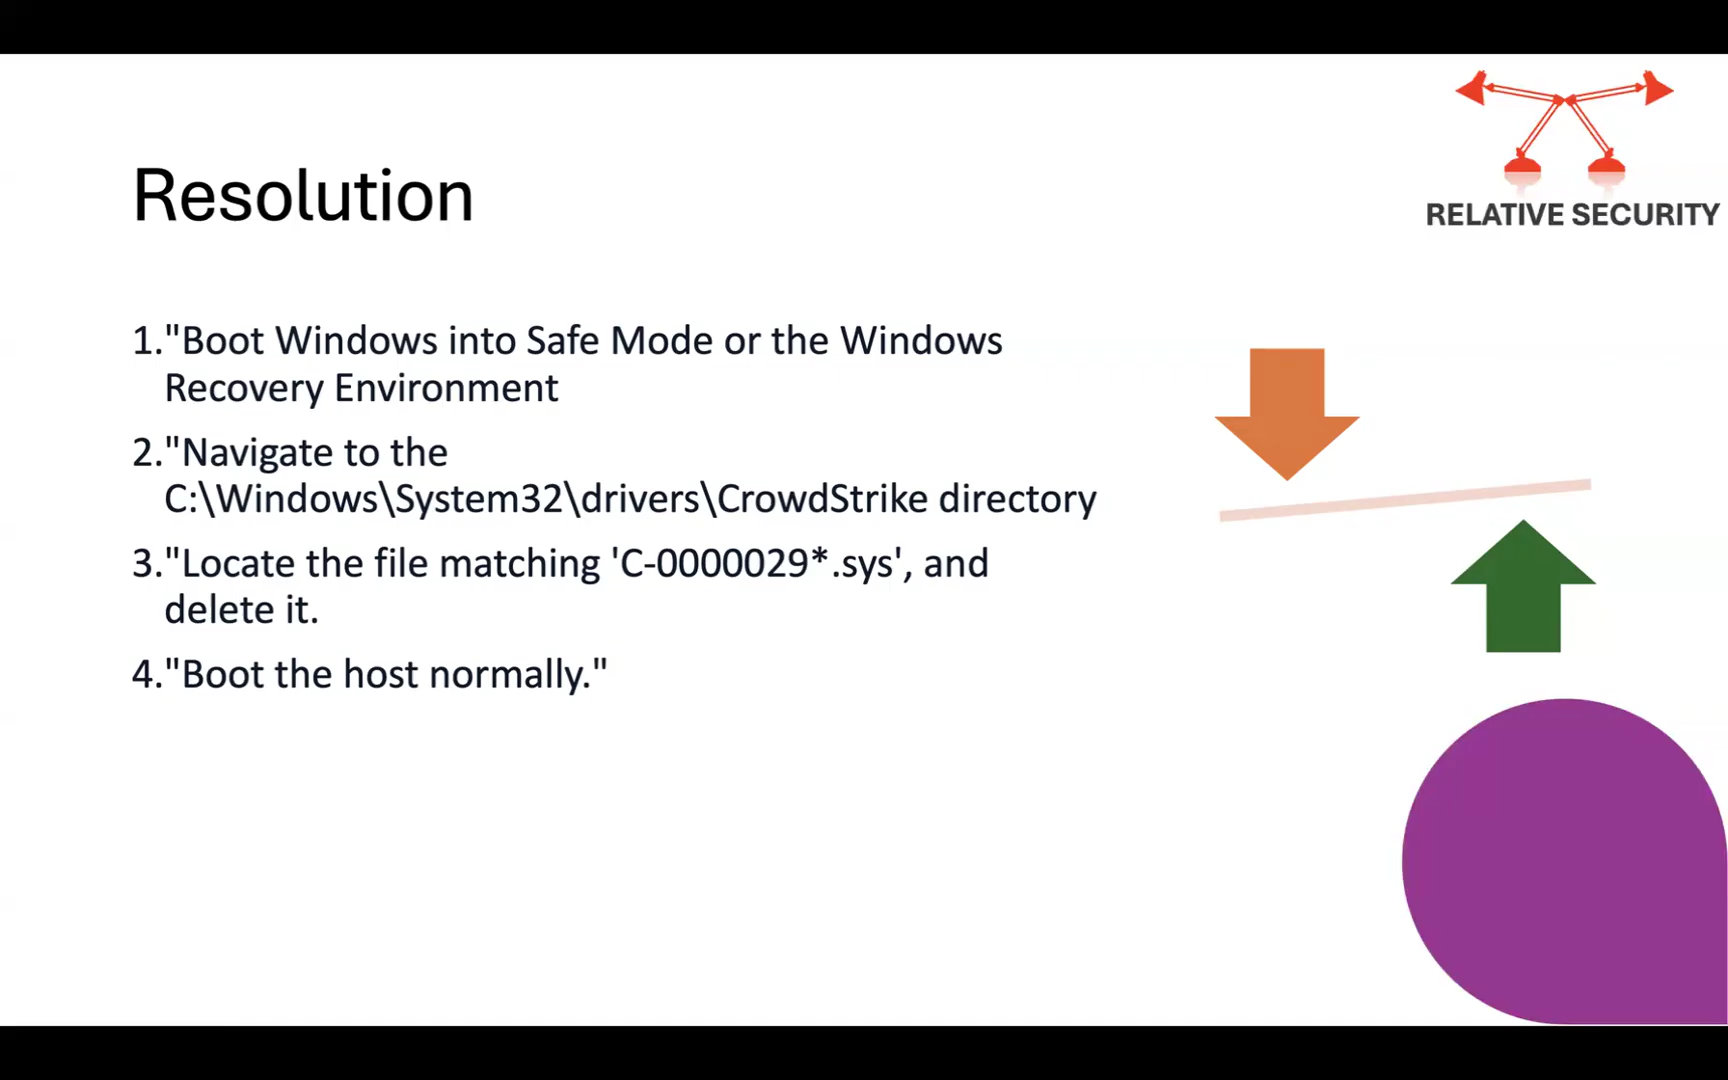 RELATIVE SECURITY
Resolution
1."Boot Windows into Safe Mode or the Windows
Recovery Environment
2."Navigate to the
C:\Windows\System32\drivers\CrowdStrike directory
3."Locate the file matching 'C-0000029*.sys', and
delete it.
4."Boot the host normally."